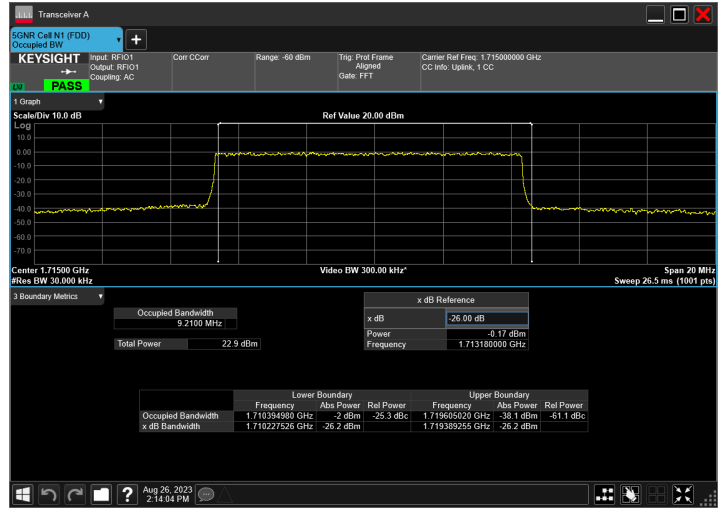 Transceiver A
5GNR Cell N1 (FDD)
Occupied BW
KEYSIGHT
PASS
Input: RFIO1
Output: RFIO1
Coupling: AC
Corr CCorr
Range: -60 dBm
Trig: Prot Frame
Aligned
Gate: FFT
Carrier Ref Freq: 1.715000000 GHz
CC Info: Uplink, 1 CC
1 Graph
Scale/Div 10.0 dB
Ref Value 20.00 dBm
Log
10.0
0.00
-10.0
-20.0
-30.0
-40.0
-50.0
-60.0
-70.0
Center 1.71500 GHz
Video BW 300.00 kHz*
Span 20 MHz
#Res BW 30.000 kHz
Sweep 26.5 ms (1001 pts)
3 Boundary Metrics
Occupied Bandwidth
9.2100 MHz
Total Power 22.9 dBm
x dB Reference
x dB -26.00 dB
Power -0.17 dBm
Frequency 1.713180000 GHz
Lower Boundary Upper Boundary
Frequency Abs Power Rel Power Frequency Abs Power Rel Power
Occupied Bandwidth 1.710394980 GHz -2 dBm -25.3 dBc 1.719605020 GHz -38.1 dBm -61.1 dBc
x dB Bandwidth 1.710227526 GHz -26.2 dBm 1.719389255 GHz -26.2 dBm
Aug 26, 2023
2:14:04 PM